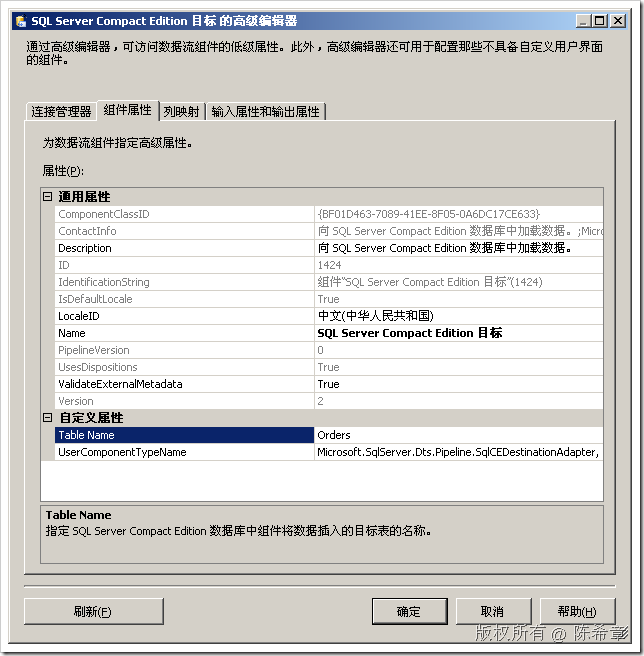 SQL Server Compact Edition 目标 的高级编辑器
通过高级编辑器，可访问数据流组件的低级属性。此外，高级编辑器还可用于配置那些不具备自定义用户界面
的组件。
连接管理器 组件属性 列映射 输入属性和输出属性
为数据流组件指定高级属性。
属性(P):
通用属性
ComponentClassID {BF01D463-7089-41EE-8F05-0A6DC17CE633}
ContactInfo 向 SQL Server Compact Edition 数据库中加载数据。;Micro
Description 向 SQL Server Compact Edition 数据库中加载数据。
ID 1424
IdentificationString 组件“SQL Server Compact Edition 目标”(1424)
IsDefaultLocale True
LocaleID 中文(中华人民共和国)
Name SQL Server Compact Edition 目标
PipelineVersion 0
UsesDispositions True
ValidateExternalMetadata True
Version 2
自定义属性
Table Name Orders
UserComponentTypeName Microsoft.SqlServer.Dts.Pipeline.SqlCEDestinationAdapter,
Table Name
指定 SQL Server Compact Edition 数据库中组件将数据插入的目标表的名称。
刷新(F) 确定 取消 帮助(H)
版权所有 @ 陈希章